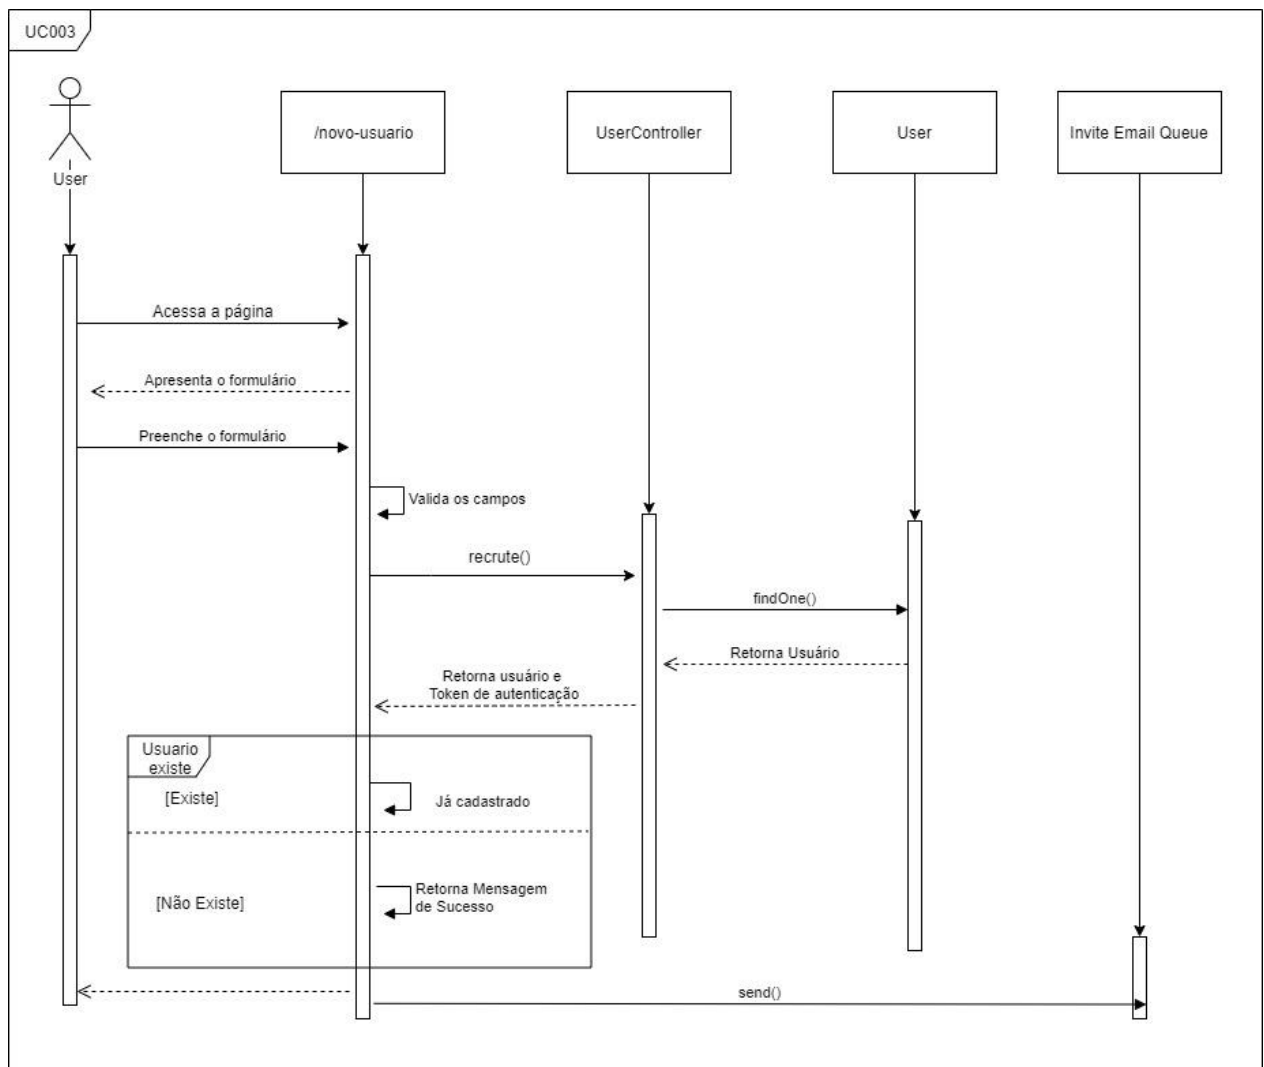 UC003
/novo-usuario
UserController
User
Invite Email Queue
User
Acessa a página
Apresenta o formulário
Preenche o formulário
Valida os campos
recrute()
findOne()
Retorna Usuário
Retorna usuário e
Token de autenticação
Usuario
existe
[Existe]
Já cadastrado
[Não Existe]
Retorna Mensagem
de Sucesso
send()